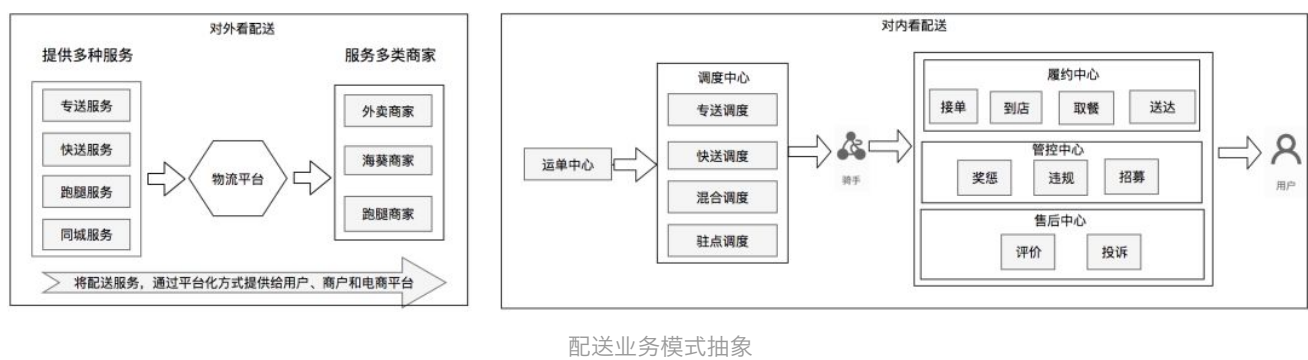 对外看配送
提供多种服务
服务多类商家
专送服务
快送服务
跑腿服务
同城服务
物流平台
外卖商家
海葵商家
跑腿商家
将配送服务，通过平台化方式提供给用户、商户和电商平台
对内看配送
运单中心
调度中心
专送调度
快送调度
混合调度
驻点调度
骑手
履约中心
接单
到店
取餐
送达
管控中心
奖惩
违规
招募
售后中心
评价
投诉
用户
配送业务模式抽象